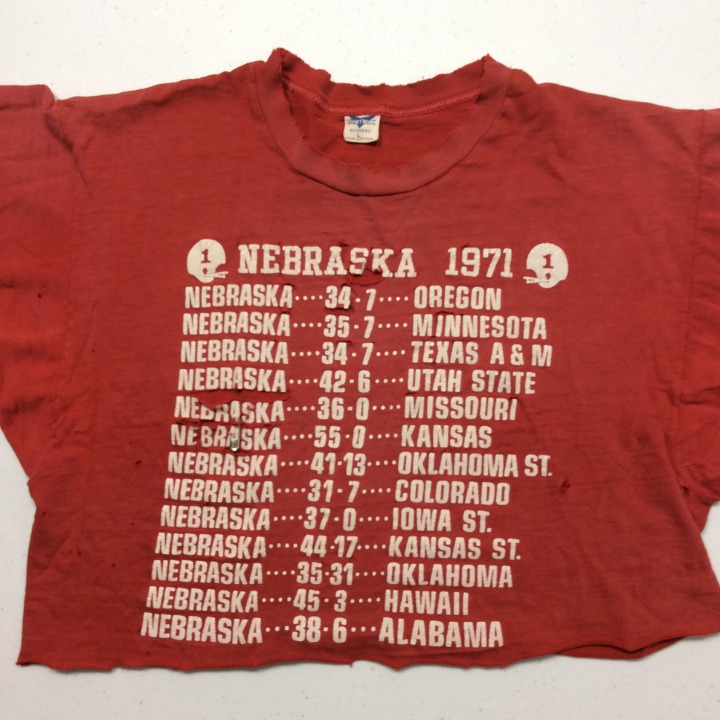 1 NEBRASKA 1971 1
NEBRASKA····34·7····OREGON
NEBRASKA····35·7····MINNESOTA
NEBRASKA····34·7····TEXAS A & M
NEBRASKA····42·6····UTAH STATE
NEBRASKA····36·0····MISSOURI
NEBRASKA····55·0····KANSAS
NEBRASKA····41·13····OKLAHOMA ST.
NEBRASKA····31·7····COLORADO
NEBRASKA····37·0····IOWA ST.
NEBRASKA····44·17····KANSAS ST.
NEBRASKA····35·31····OKLAHOMA
NEBRASKA····45·3····HAWAII
NEBRASKA···38·6···ALABAMA